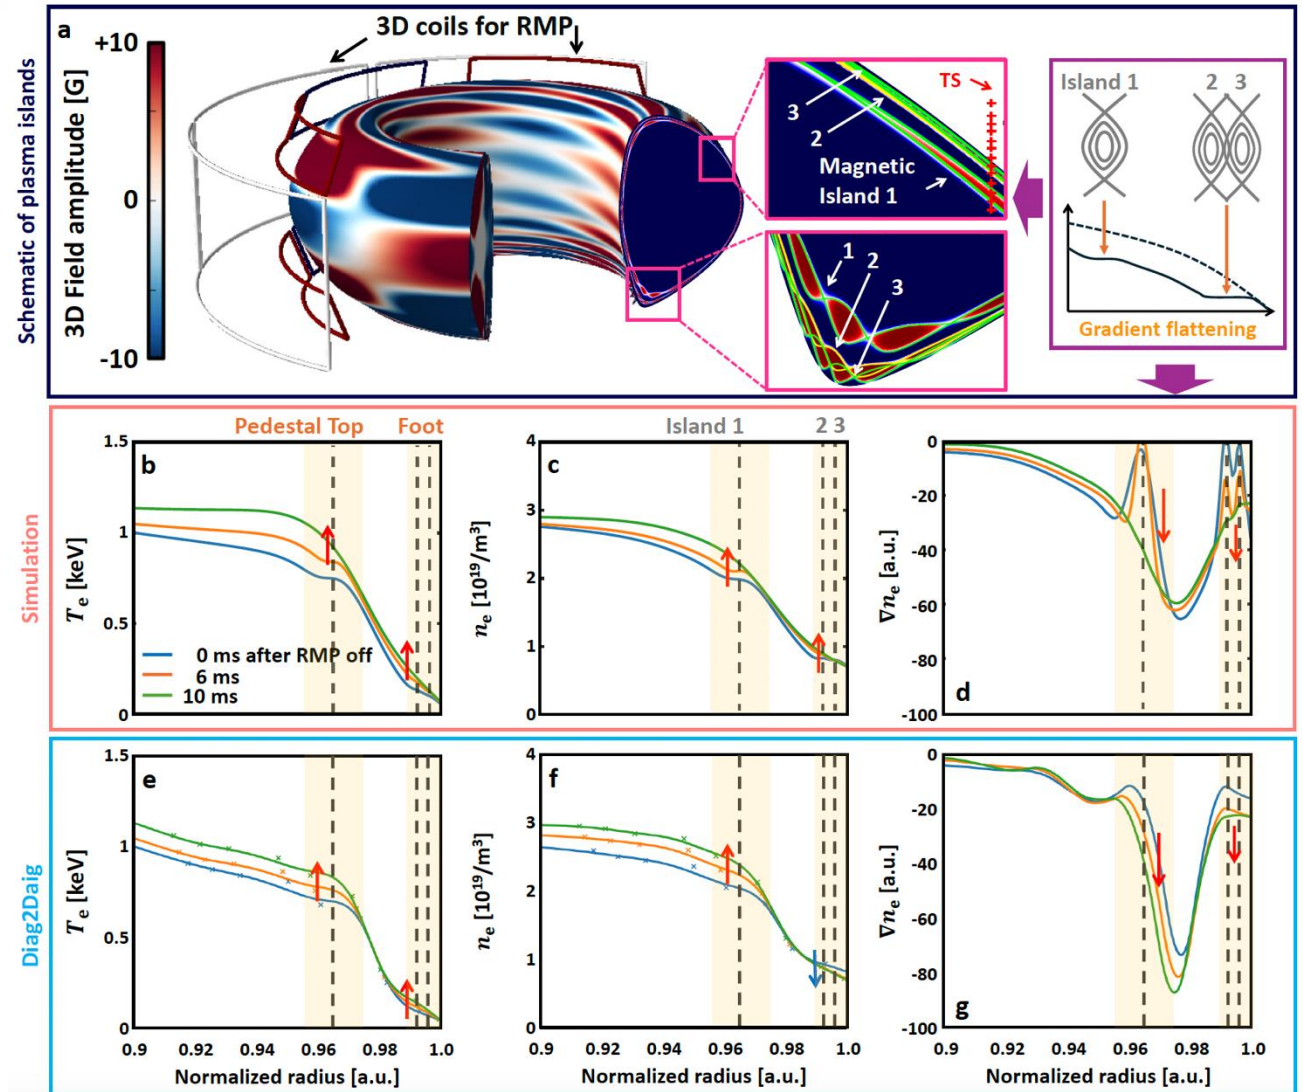 Schematic of plasma islands
a
3D coils for RMP
3D Field amplitude [G]
+10
0
-10
3
2
Magnetic
Island 1
TS
1
2
3
Island 1
2 3
Gradient flattening
Simulation
Pedestal Top Foot
b
1.5
1
0.5
0
T_e [keV]
0 ms after RMP off
6 ms
10 ms
Island 1 2 3
c
4
3
2
1
0
n_e [10^19/m^3]
d
0
-20
-40
-60
-80
-100
∇n_e [a.u.]
Diag2Daig
e
1.5
1
0.5
0
T_e [keV]
0.9 0.92 0.94 0.96 0.98 1.0
Normalized radius [a.u.]
f
4
3
2
1
0
n_e [10^19/m^3]
0.9 0.92 0.94 0.96 0.98 1.0
Normalized radius [a.u.]
g
0
-20
-40
-60
-80
-100
∇n_e [a.u.]
0.9 0.92 0.94 0.96 0.98 1.0
Normalized radius [a.u.]